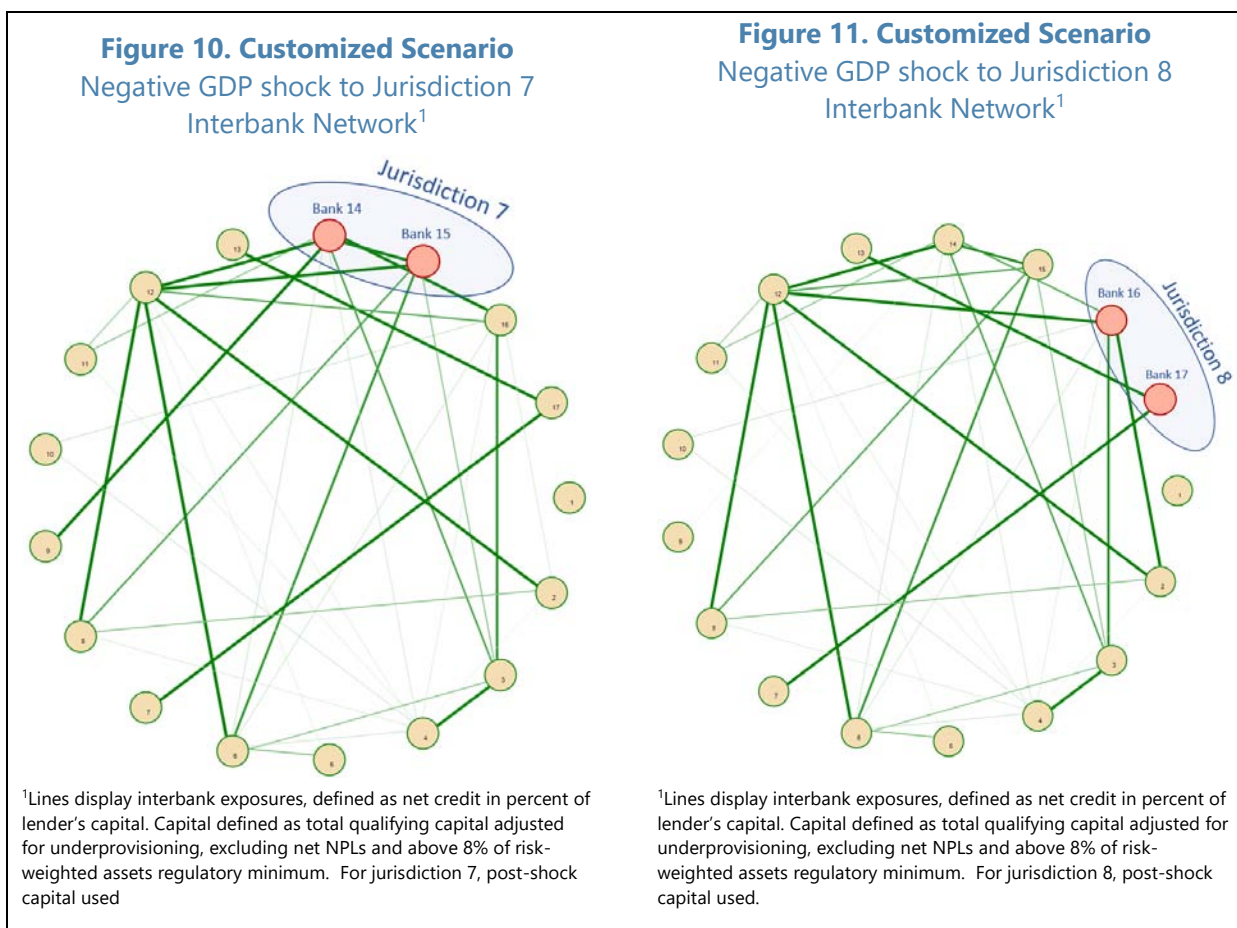 Figure 10. Customized Scenario
Negative GDP shock to Jurisdiction 7
Interbank Network¹
Jurisdiction 7
Bank 14
Bank 15
13
12
16
11
17
10
1
9
2
8
3
7
4
6
¹Lines display interbank exposures, defined as net credit in percent of
lender's capital. Capital defined as total qualifying capital adjusted
for underprovisioning, excluding net NPLs and above 8% of risk-
weighted assets regulatory minimum.  For jurisdiction 7, post-shock
capital used
Figure 11. Customized Scenario
Negative GDP shock to Jurisdiction 8
Interbank Network¹
14
13
15
12
Bank 16
Jurisdiction 8
11
Bank 17
10
1
2
3
7
4
¹Lines display interbank exposures, defined as net credit in percent of
lender's capital. Capital defined as total qualifying capital adjusted for
underprovisioning, excluding net NPLs and above 8% of risk-
weighted assets regulatory minimum.  For jurisdiction 8, post-shock
capital used.